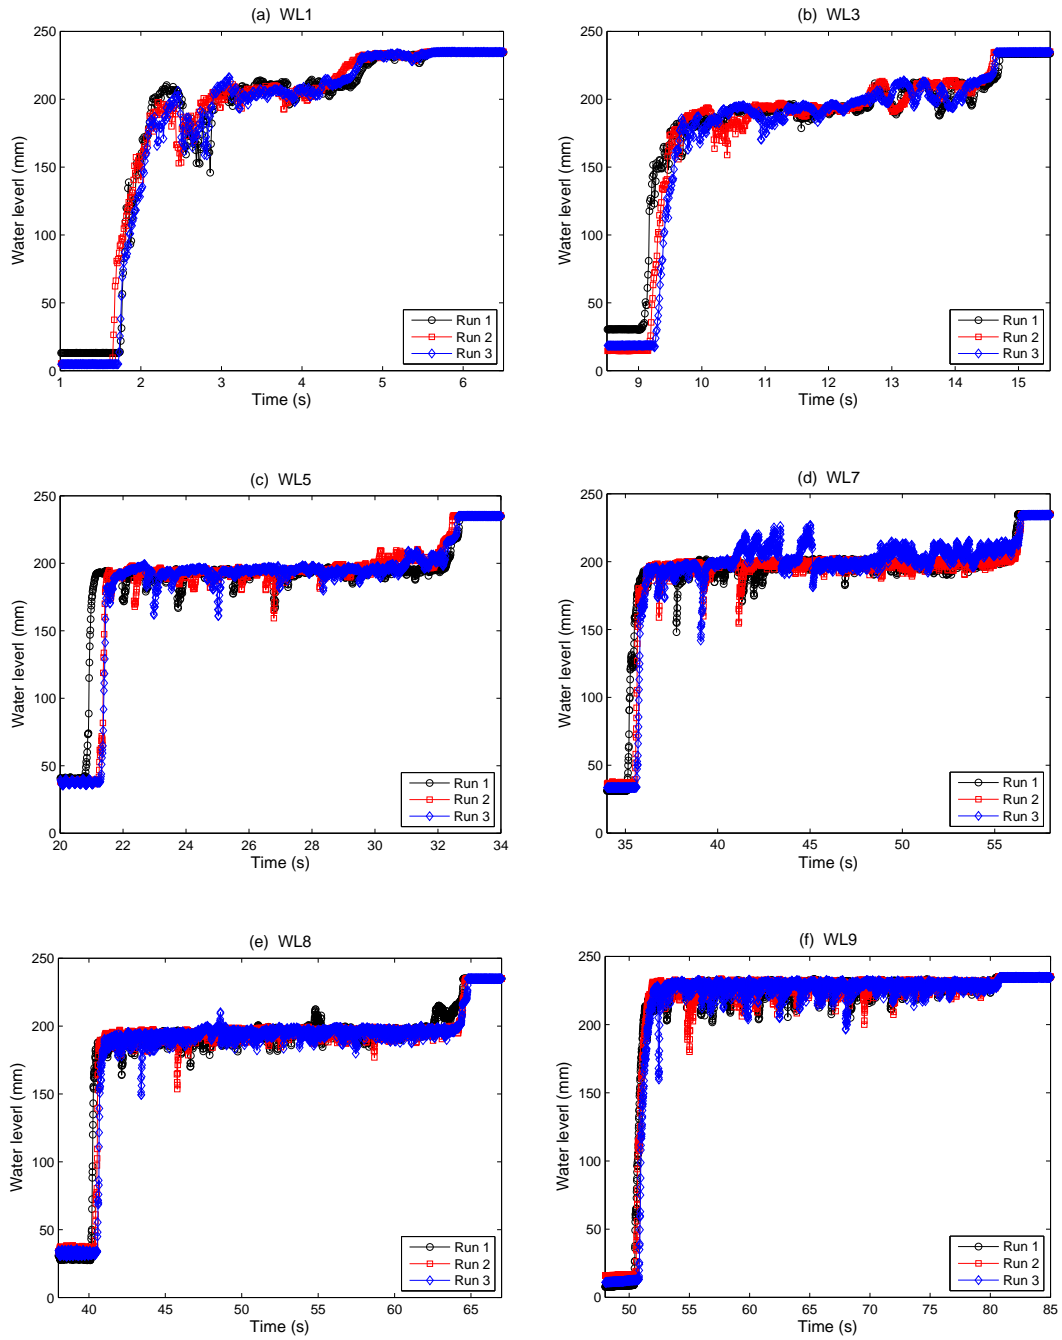 (a) WL1
250
200
150
100
50
0
Water leverl (mm)
1 2 3 4 5 6
Time (s)
Run 1
Run 2
Run 3
(b) WL3
250
200
150
100
50
0
Water leverl (mm)
9 10 11 12 13 14 15
Time (s)
Run 1
Run 2
Run 3
(c) WL5
250
200
150
100
50
0
Water leverl (mm)
20 22 24 26 28 30 32 34
Time (s)
Run 1
Run 2
Run 3
(d) WL7
250
200
150
100
50
0
Water leverl (mm)
35 40 45 50 55
Time (s)
Run 1
Run 2
Run 3
(e) WL8
250
200
150
100
50
0
Water leverl (mm)
40 45 50 55 60 65
Time (s)
Run 1
Run 2
Run 3
(f) WL9
250
200
150
100
50
0
Water leverl (mm)
50 55 60 65 70 75 80 85
Time (s)
Run 1
Run 2
Run 3